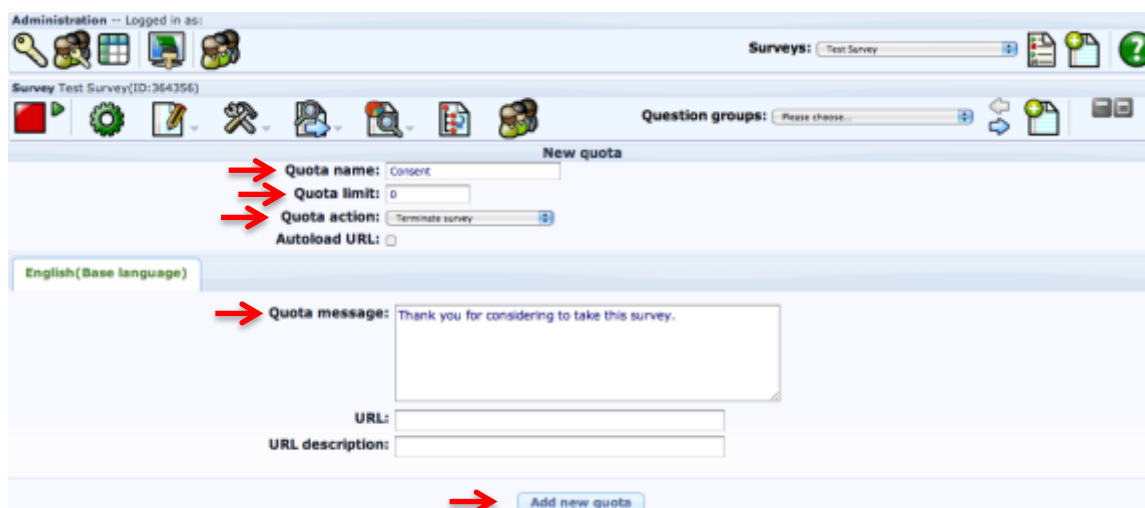 Administration -- Logged in as:
Surveys: Test Survey
?
Survey Test Survey(ID:364356)
Question groups: Please choose...
New quota
Quota name: Consent
Quota limit: 0
Quota action: Terminate survey
Autoload URL:
English(Base language)
Quota message: Thank you for considering to take this survey.
URL:
URL description:
Add new quota